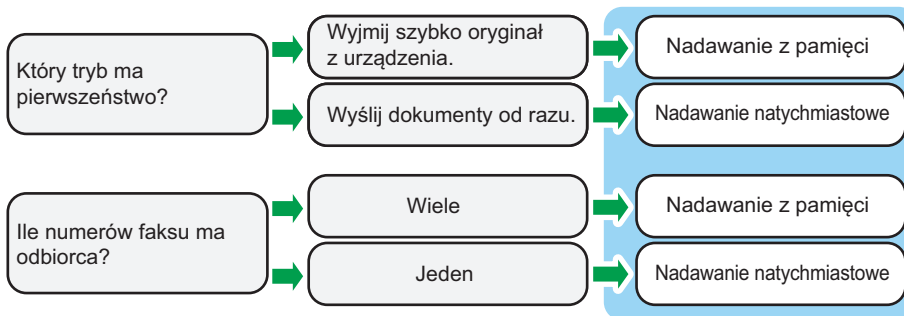 Który tryb ma
pierwszeństwo?
Wyjmij szybko oryginał
z urządzenia.
Nadawanie z pamięci
Wyślij dokumenty od razu.
Nadawanie natychmiastowe
Ile numerów faksu ma
odbiorca?
Wiele
Nadawanie z pamięci
Jeden
Nadawanie natychmiastowe